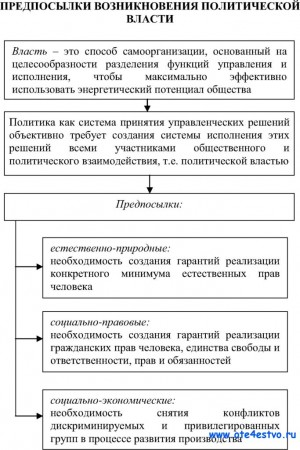 ПРЕДПОСЫЛКИ ВОЗНИКНОВЕНИЯ ПОЛИТИЧЕСКОЙ
ВЛАСТИ
Власть – это способ самоорганизации, основанный на
целесообразности разделения функций управления и
исполнения, чтобы максимально эффективно
использовать энергетический потенциал общества
Политика как система принятия управленческих решений
объективно требует создания системы исполнения этих
решений всеми участниками общественного и
политического взаимодействия, т.е. политической властью
Предпосылки:
естественно-природные:
необходимость создания гарантий реализации
конкретного минимума естественных прав
человека
социально-правовые:
необходимость создания гарантий реализации
гражданских прав человека, единства свободы и
ответственности, прав и обязанностей
социально-экономические:
необходимость снятия конфликтов
дискриминируемых и привилегированных
групп в процессе развития производства
www.ote4estvo.ru